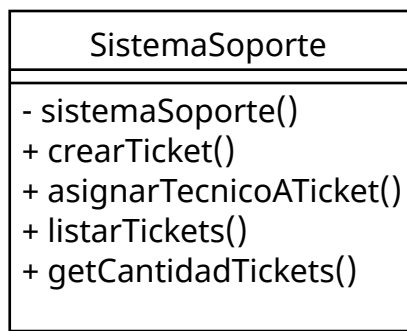 SistemaSoporte
- sistemaSoporte()
+ crearTicket()
+ asignarTecnicoATicket()
+ listarTickets()
+ getCantidadTickets()